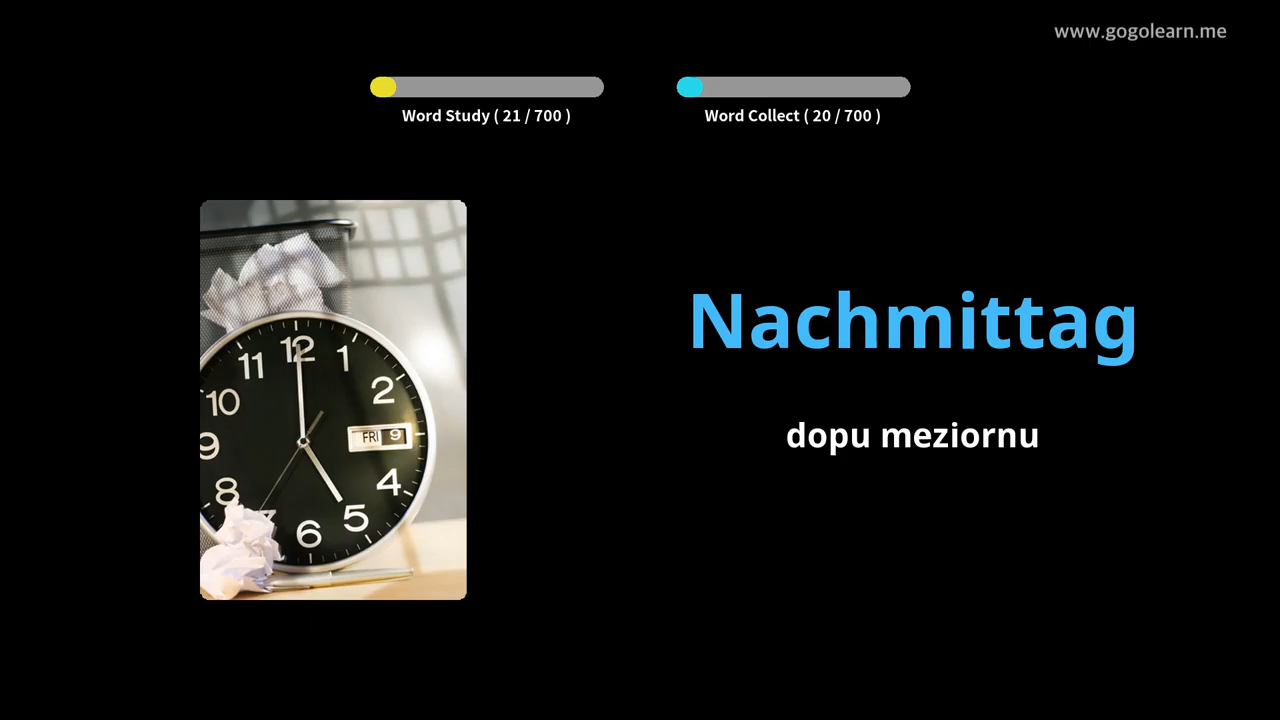 www.gogolearn.me
Word Study ( 21 / 700 )
Word Collect ( 20 / 700 )
Nachmittag
dopu meziornu
12
11
1
10
2
FRI 9
9
8
4
7
5
6